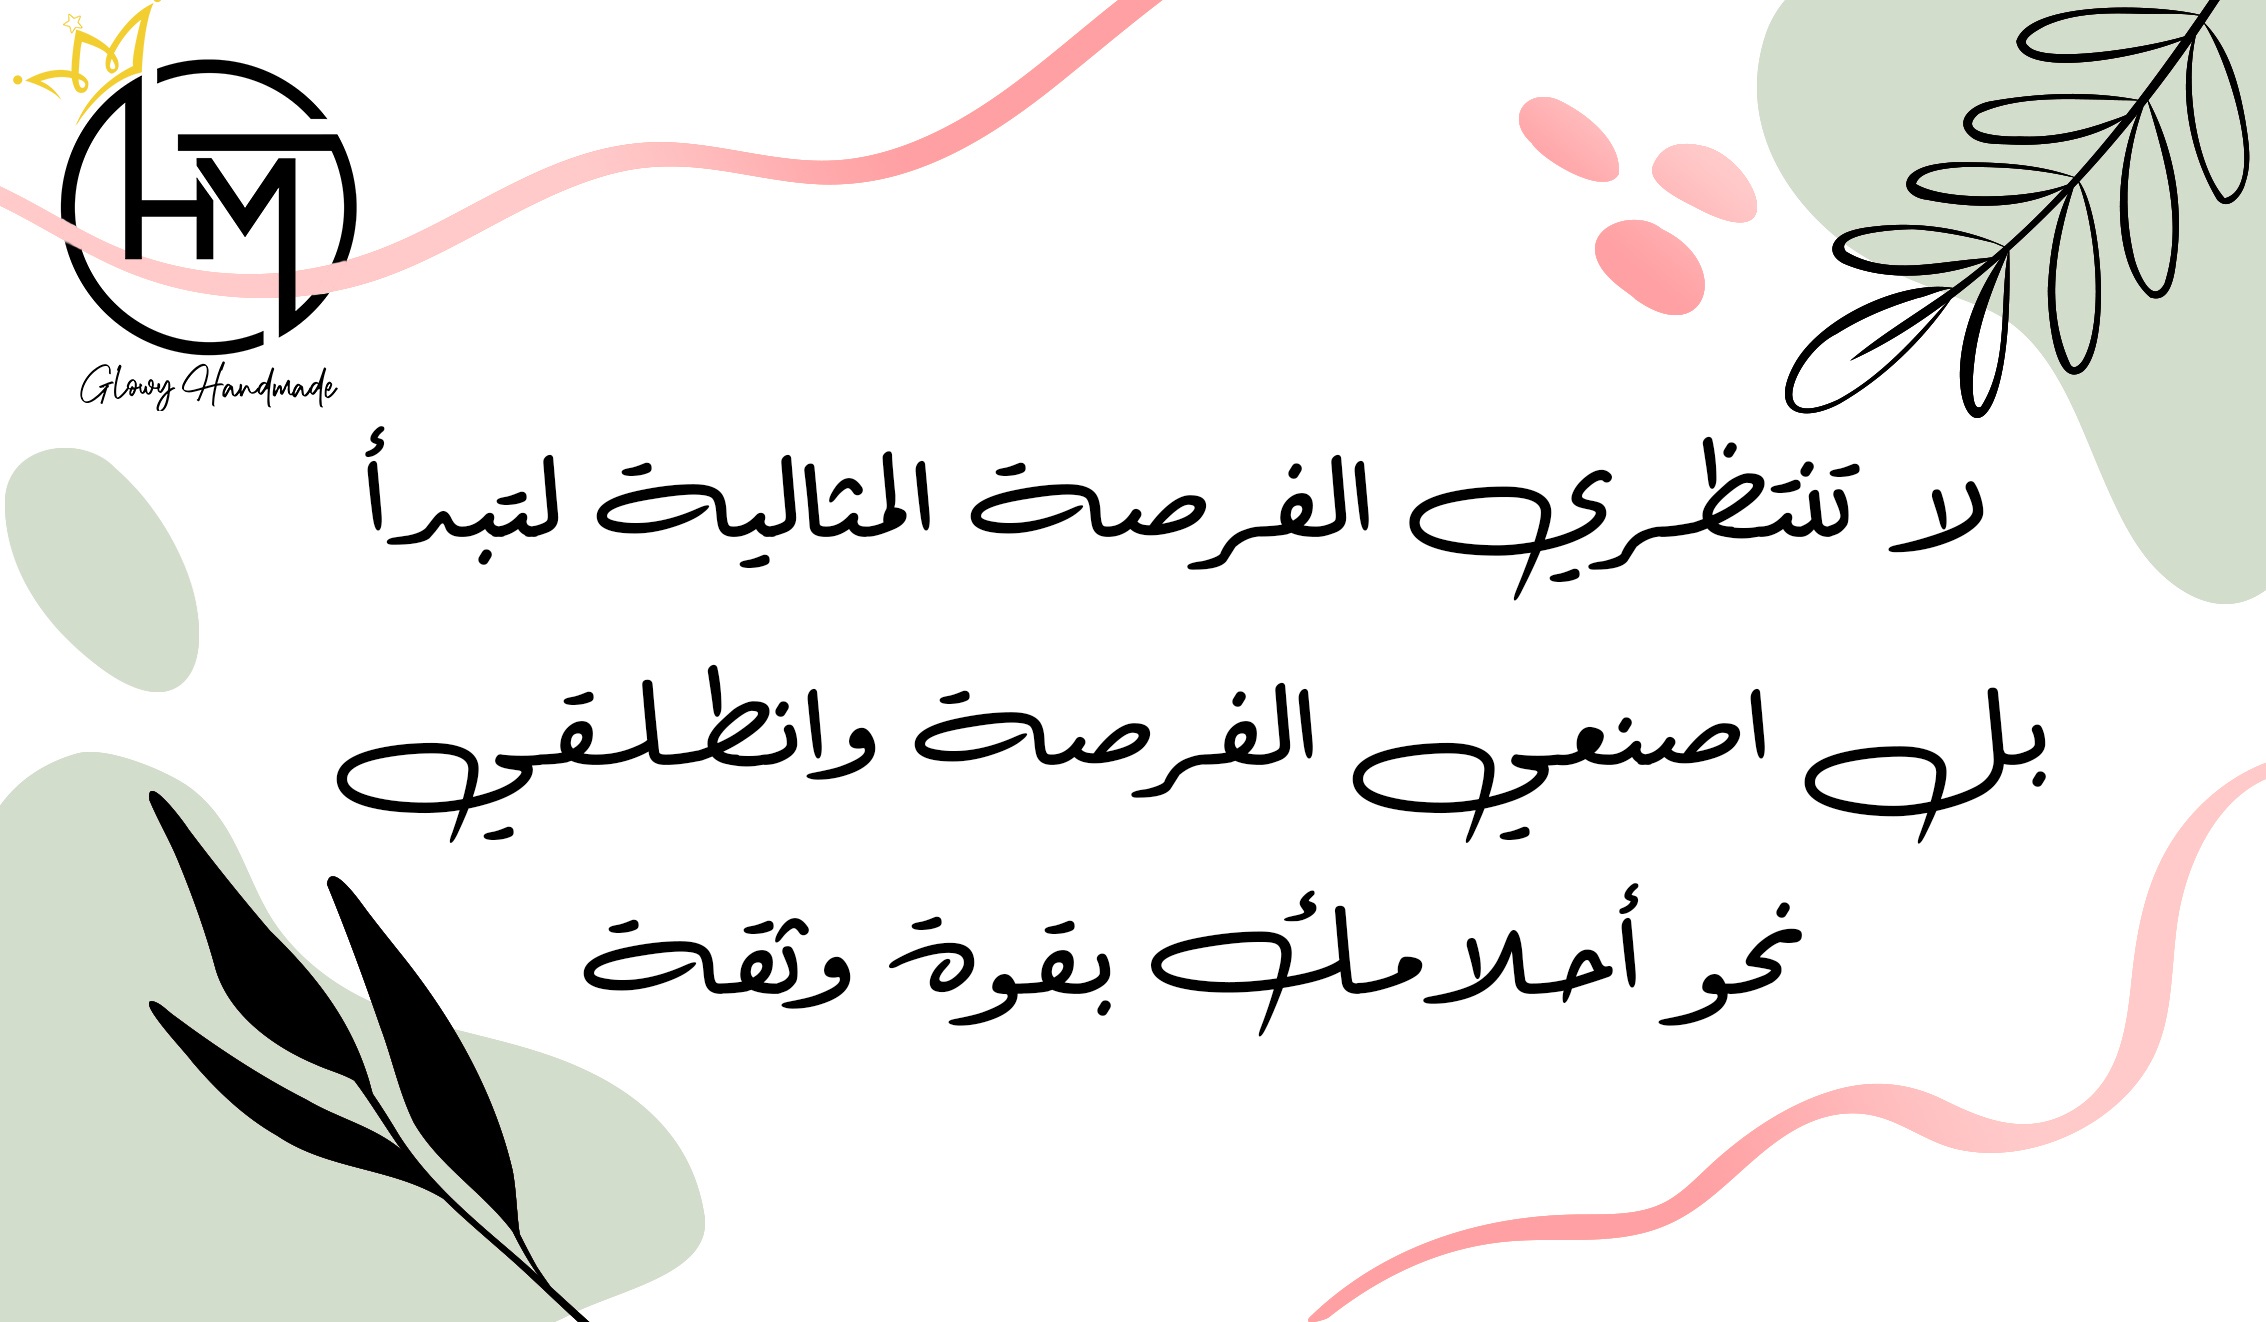 HM
Glowy Handmade
لا تنتظري الفرصة المثالية لتبدأ
بل اصنعي الفرصة وانطلقي
نحو أحلامك بقوة وثقة